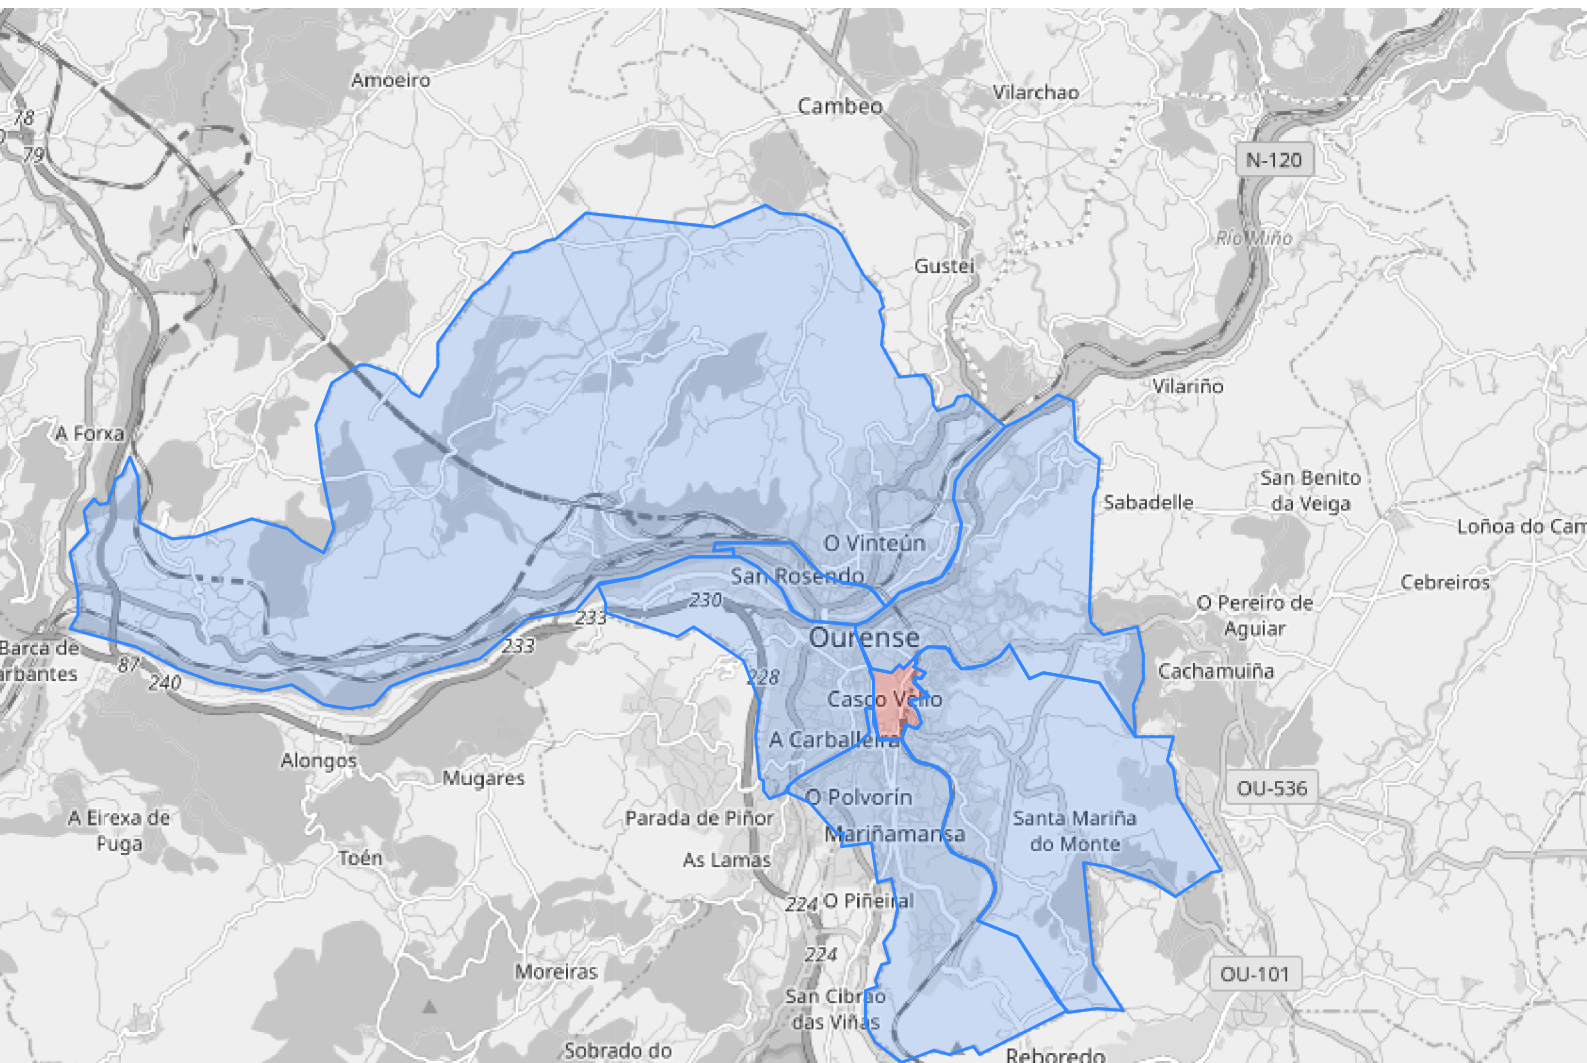 Amoeiro
Vilarchao
Cambeo
78
79
N-120
Río Miño
Gustei
Vilariño
A Forxa
San Benito
da Veiga
Sabadelle
Loñoa do Cam
O Vinteún
San Rosendo
Cebreiros
230
O Pereiro de
Aguiar
233
Ourense
233
Barca de
arbantes
87
240
228
Cachamuíña
Casco Vello
A Carballeira
Alongos
Mugares
OU-536
O Polvorín
A Eirexa de
Puga
Parada de Piñor
Santa Mariña
do Monte
Mariñamansa
Toén
As Lamas
224
O Piñeiral
224
Moreiras
OU-101
San Cibrao
das Viñas
Sobrado do
Reboredo